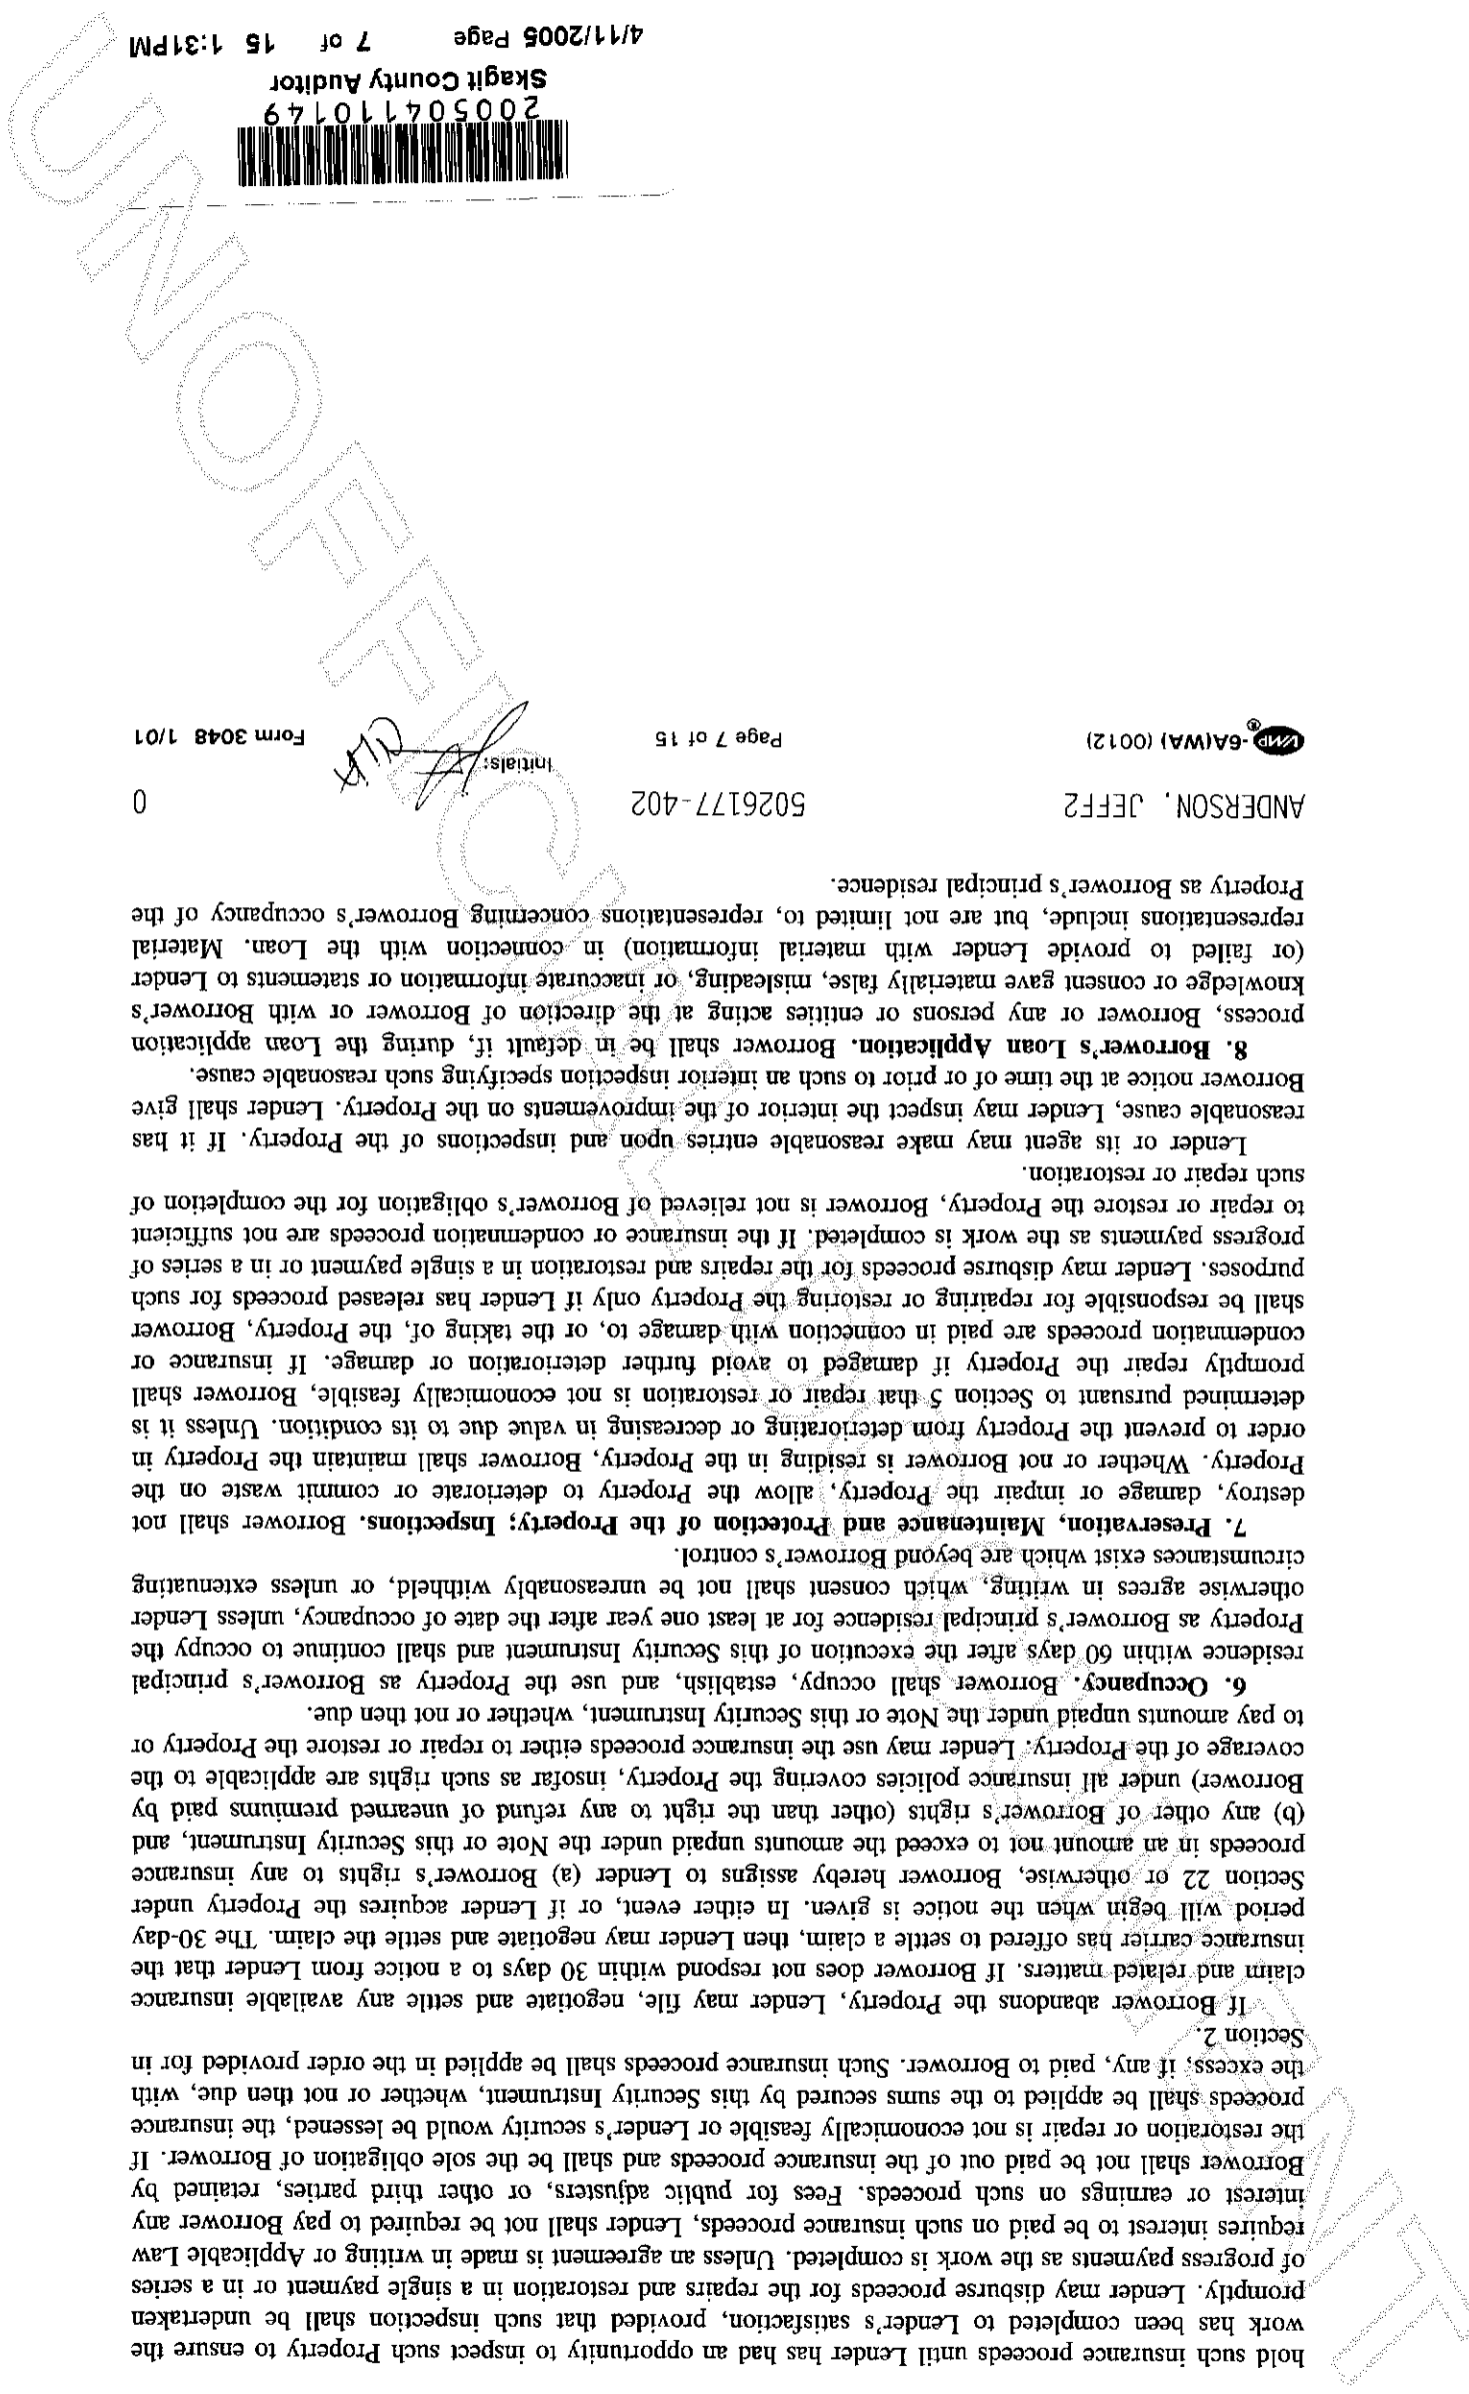 hold such insurance proceeds until Lender has had an opportunity to inspect such Property to ensure the
work has been completed to Lender's satisfaction, provided that such inspection shall be undertaken
promptly. Lender may disburse proceeds for the repairs and restoration in a single payment or in a series
of progress payments as the work is completed. Unless an agreement is made in writing or Applicable Law
requires interest to be paid on such insurance proceeds, Lender shall not be required to pay Borrower any
interest or earnings on such proceeds. Fees for public adjusters, or other third parties, retained by
Borrower shall not be paid out of the insurance proceeds and shall be the sole obligation of Borrower. If
the restoration or repair is not economically feasible or Lender's security would be lessened, the insurance
proceeds shall be applied to the sums secured by this Security Instrument, whether or not then due, with
the excess, if any, paid to Borrower. Such insurance proceeds shall be applied in the order provided for in
Section 2.
If Borrower abandons the Property, Lender may file, negotiate and settle any available insurance
claim and related matters. If Borrower does not respond within 30 days to a notice from Lender that the
insurance carrier has offered to settle a claim, then Lender may negotiate and settle the claim. The 30-day
period will begin when the notice is given. In either event, or if Lender acquires the Property under
Section 22 or otherwise, Borrower hereby assigns to Lender (a) Borrower's rights to any insurance
proceeds in an amount not to exceed the amounts unpaid under the Note or this Security Instrument, and
(b) any other of Borrower's rights (other than the right to any refund of unearned premiums paid by
Borrower) under all insurance policies covering the Property, insofar as such rights are applicable to the
coverage of the Property. Lender may use the insurance proceeds either to repair or restore the Property or
to pay amounts unpaid under the Note or this Security Instrument, whether or not then due.
6. Occupancy. Borrower shall occupy, establish, and use the Property as Borrower's principal
residence within 60 days after the execution of this Security Instrument and shall continue to occupy the
Property as Borrower's principal residence for at least one year after the date of occupancy, unless Lender
otherwise agrees in writing, which consent shall not be unreasonably withheld, or unless extenuating
circumstances exist which are beyond Borrower's control.
7. Preservation, Maintenance and Protection of the Property; Inspections. Borrower shall not
destroy, damage or impair the Property, allow the Property to deteriorate or commit waste on the
Property. Whether or not Borrower is residing in the Property, Borrower shall maintain the Property in
order to prevent the Property from deteriorating or decreasing in value due to its condition. Unless it is
determined pursuant to Section 5 that repair or restoration is not economically feasible, Borrower shall
promptly repair the Property if damaged to avoid further deterioration or damage. If insurance or
condemnation proceeds are paid in connection with damage to, or the taking of, the Property, Borrower
shall be responsible for repairing or restoring the Property only if Lender has released proceeds for such
purposes. Lender may disburse proceeds for the repairs and restoration in a single payment or in a series of
progress payments as the work is completed. If the insurance or condemnation proceeds are not sufficient
to repair or restore the Property, Borrower is not relieved of Borrower's obligation for the completion of
such repair or restoration.
Lender or its agent may make reasonable entries upon and inspections of the Property. If it has
reasonable cause, Lender may inspect the interior of the improvements on the Property. Lender shall give
Borrower notice at the time of or prior to such an interior inspection specifying such reasonable cause.
8. Borrower's Loan Application. Borrower shall be in default if, during the Loan application
process, Borrower or any persons or entities acting at the direction of Borrower or with Borrower's
knowledge or consent gave materially false, misleading, or inaccurate information or statements to Lender
(or failed to provide Lender with material information) in connection with the Loan. Material
representations include, but are not limited to, representations concerning Borrower's occupancy of the
Property as Borrower's principal residence.
ANDERSON, JEFF2 5026177-402 0
Initials:
VMP®-6A(WA) (0012) Page 7 of 15 Form 3048 1/01
200504110149
Skagit County Auditor
4/11/2005 Page 7 of 15 1:31PM
UNOFFICIAL DOCUMENT